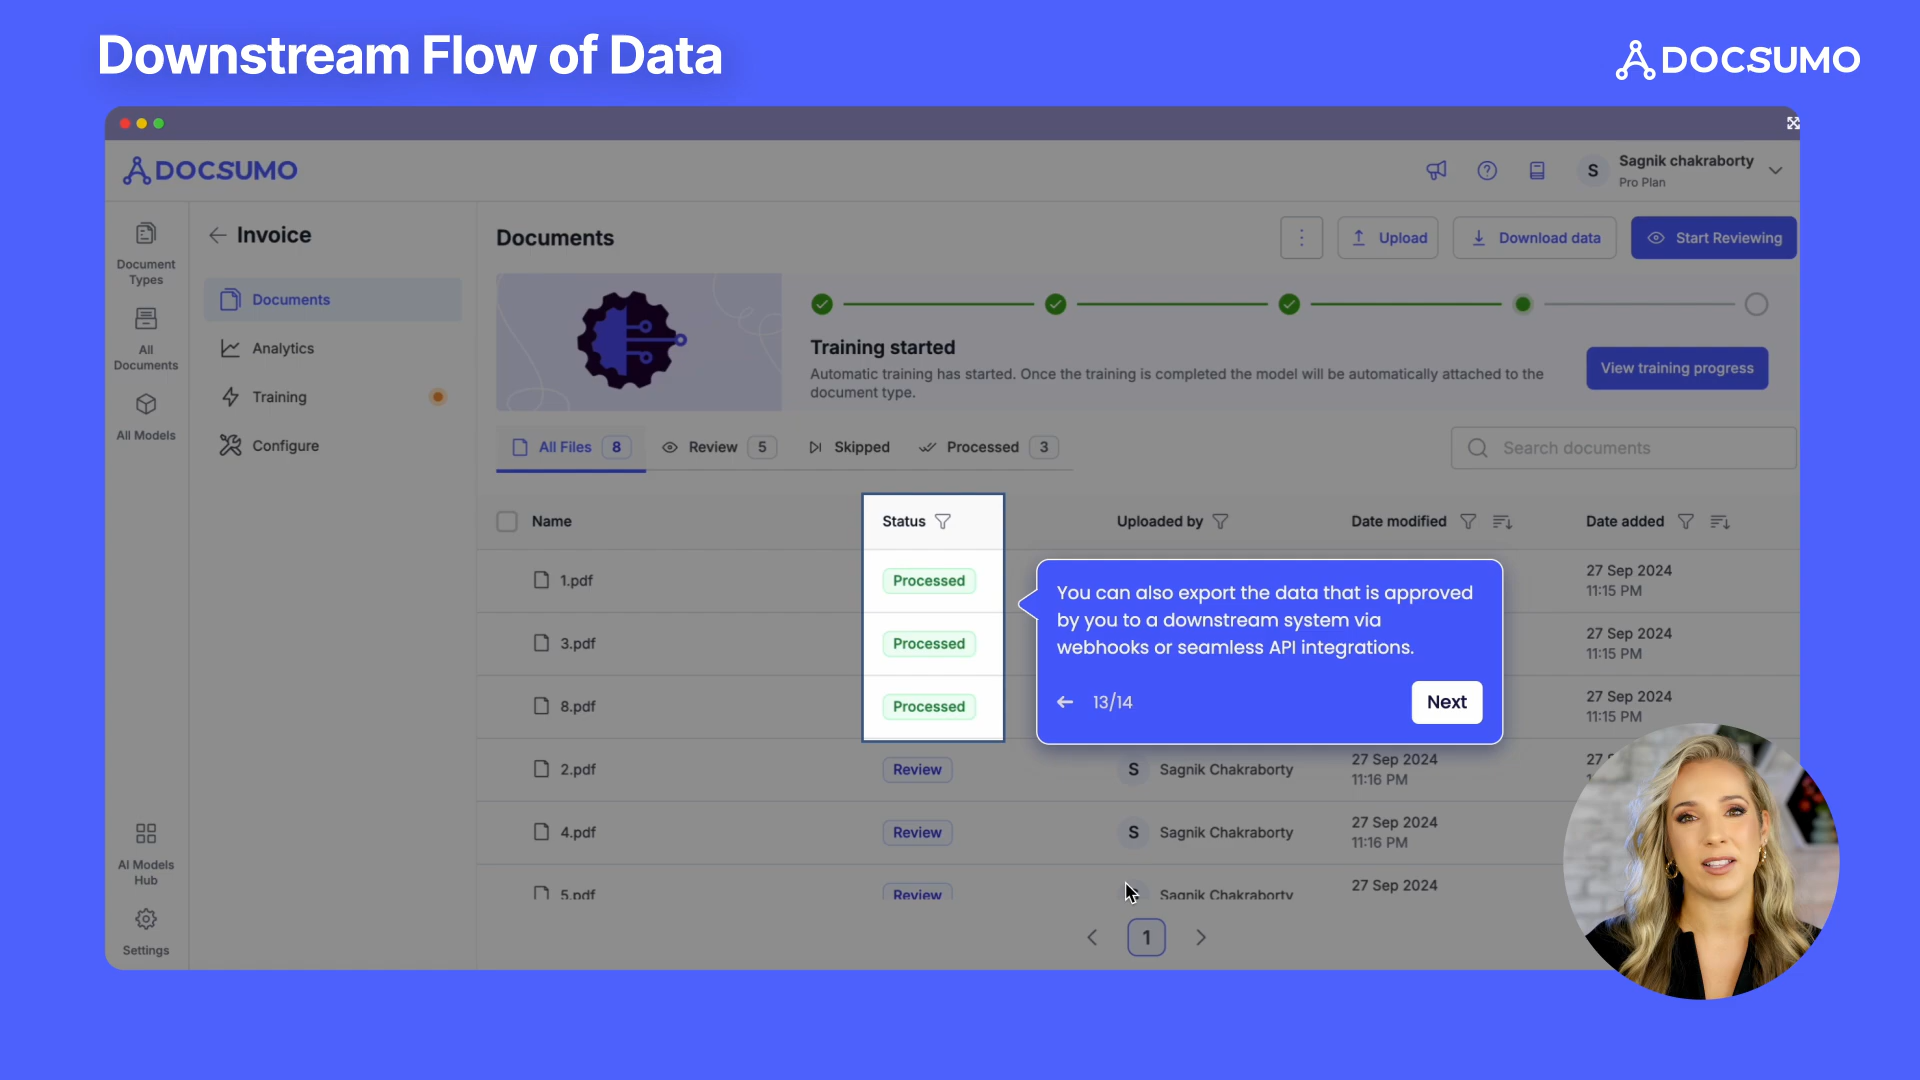 Downstream Flow of Data
DOCSUMO
DOCSUMO
S
Sagnik chakraborty
Pro Plan
Document
Types
All
Documents
All Models
AI Models
Hub
Settings
Invoice
Documents
Analytics
Training
Configure
Documents
Upload
Download data
Start Reviewing
Training started
Automatic training has started. Once the training is completed the model will be automatically attached to the
document type.
View training progress
All Files 8
Review 5
Skipped
Processed 3
Search documents
Name Status Uploaded by Date modified Date added
1.pdf Processed 27 Sep 2024
11:15 PM
3.pdf Processed 27 Sep 2024
11:15 PM
8.pdf Processed 27 Sep 2024
11:15 PM
You can also export the data that is approved
by you to a downstream system via
webhooks or seamless API integrations.
13/14
Next
2.pdf Review S Sagnik Chakraborty 27 Sep 2024
11:16 PM
4.pdf Review S Sagnik Chakraborty 27 Sep 2024
11:16 PM
5.pdf Review Sagnik Chakraborty 27 Sep 2024
1